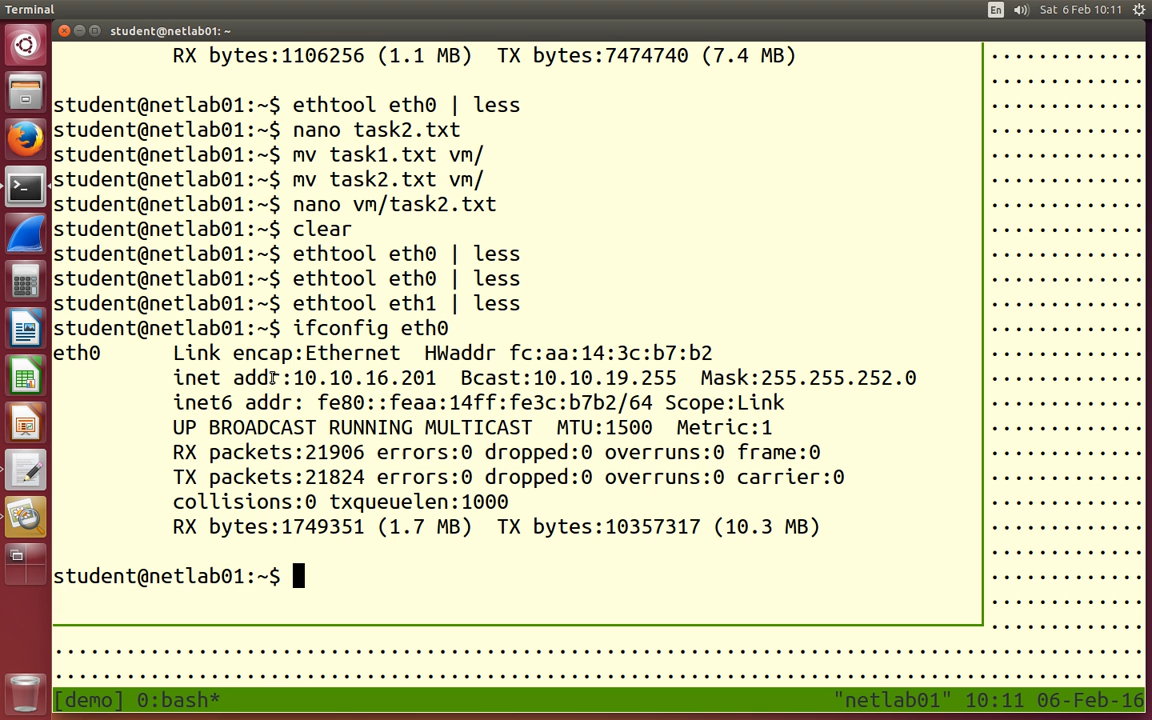 Terminal
En
Sat 6 Feb 10:11
student@netlab01: ~
RX bytes:1106256 (1.1 MB)  TX bytes:7474740 (7.4 MB)
student@netlab01:~$ ethtool eth0 | less
student@netlab01:~$ nano task2.txt
student@netlab01:~$ mv task1.txt vm/
student@netlab01:~$ mv task2.txt vm/
student@netlab01:~$ nano vm/task2.txt
student@netlab01:~$ clear
student@netlab01:~$ ethtool eth0 | less
student@netlab01:~$ ethtool eth0 | less
student@netlab01:~$ ethtool eth1 | less
student@netlab01:~$ ifconfig eth0
eth0      Link encap:Ethernet  HWaddr fc:aa:14:3c:b7:b2
inet addr:10.10.16.201  Bcast:10.10.19.255  Mask:255.255.252.0
inet6 addr: fe80::feaa:14ff:fe3c:b7b2/64 Scope:Link
UP BROADCAST RUNNING MULTICAST  MTU:1500  Metric:1
RX packets:21906 errors:0 dropped:0 overruns:0 frame:0
TX packets:21824 errors:0 dropped:0 overruns:0 carrier:0
collisions:0 txqueuelen:1000
RX bytes:1749351 (1.7 MB)  TX bytes:10357317 (10.3 MB)
student@netlab01:~$
[demo] 0:bash*
"netlab01" 10:11 06-Feb-16